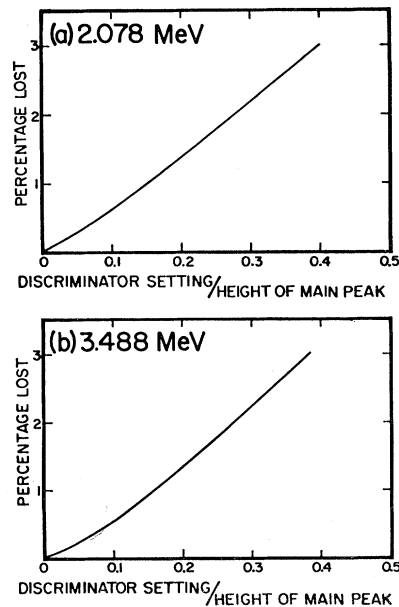 (a) 2.078 MeV
3
2
1
PERCENTAGE LOST
0 0.1 0.2 0.3 0.4 0.5
DISCRIMINATOR SETTING/HEIGHT OF MAIN PEAK
(b) 3.488 MeV
3
2
1
PERCENTAGE LOST
0 0.1 0.2 0.3 0.4 0.5
DISCRIMINATOR SETTING/HEIGHT OF MAIN PEAK